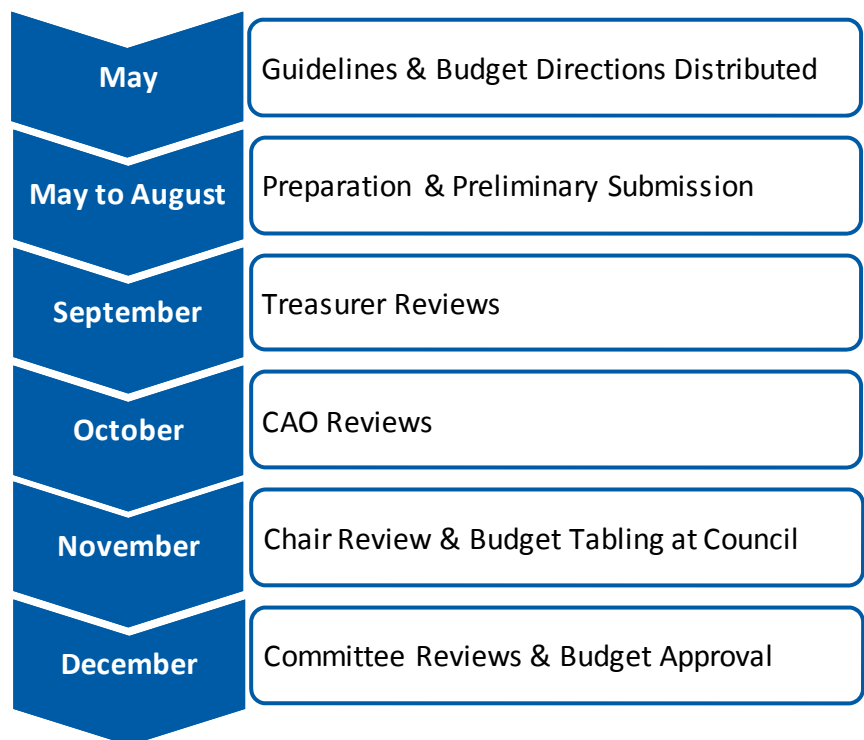 May
Guidelines & Budget Directions Distributed
May to August
Preparation & Preliminary Submission
September
Treasurer Reviews
October
CAO Reviews
November
Chair Review & Budget Tabling at Council
December
Committee Reviews & Budget Approval